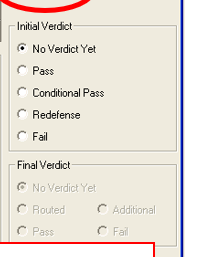 Initial Verdict
No Verdict Yet
Pass
Conditional Pass
Redefense
Fail
Final Verdict
No Verdict Yet
Routed Additional
Pass Fail